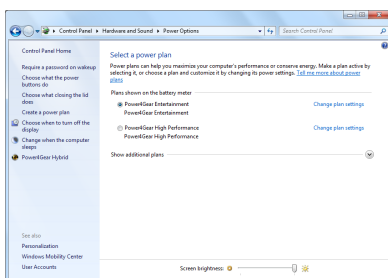 Control Panel ▸ Hardware and Sound ▸ Power Options
Search Control Panel
Control Panel Home
Require a password on wakeup
Choose what the power
buttons do
Choose what closing the lid
does
Create a power plan
Choose when to turn off the
display
Change when the computer
sleeps
Power4Gear Hybrid
See also
Personalization
Windows Mobility Center
User Accounts
Select a power plan
Power plans can help you maximize your computer's performance or conserve energy. Make a plan active by
selecting it, or choose a plan and customize it by changing its power settings. Tell me more about power
plans
Plans shown on the battery meter
Power4Gear Entertainment Change plan settings
Power4Gear Entertainment
Power4Gear High Performance Change plan settings
Power4Gear High Performance
Show additional plans
Screen brightness: